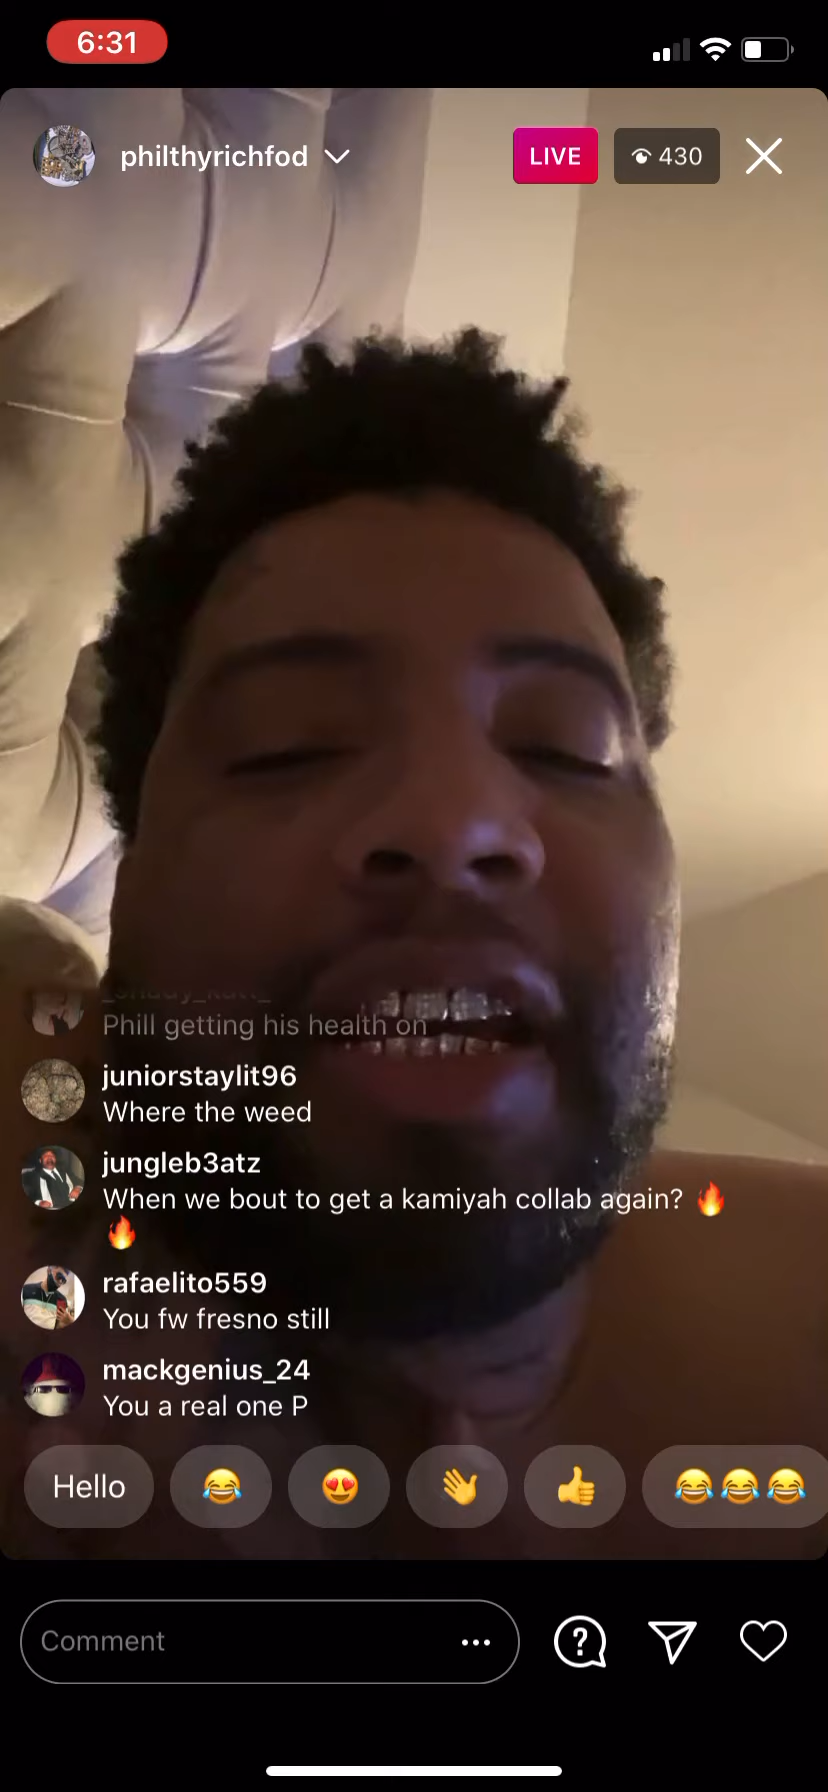 6:31
philthyrichfod
LIVE
430
Phill getting his health on
juniorstaylit96
Where the weed
jungleb3atz
When we bout to get a kamiyah collab again? 🔥
🔥
rafaelito559
You fw fresno still
mackgenius_24
You a real one P
Hello 😂 😍 👋 👍 😂😂😂
Comment